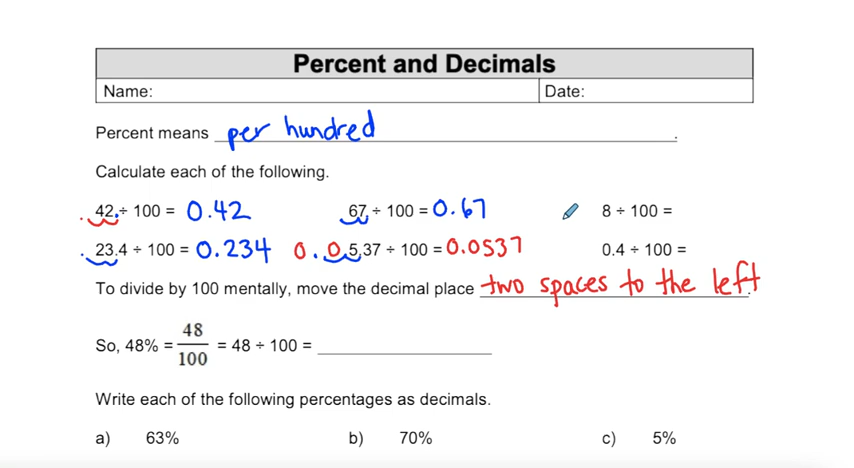 Percent and Decimals
Name: Date:
Percent means per hundred.
Calculate each of the following.
.42. ÷ 100 = 0.42 67 ÷ 100 = 0.67 8 ÷ 100 =
.23.4 ÷ 100 = 0.234 0.0.5,37 ÷ 100 = 0.0537 0.4 ÷ 100 =
To divide by 100 mentally, move the decimal place two spaces to the left.
So, 48% = 48/100 = 48 ÷ 100 = ____________
Write each of the following percentages as decimals.
a) 63% b) 70% c) 5%